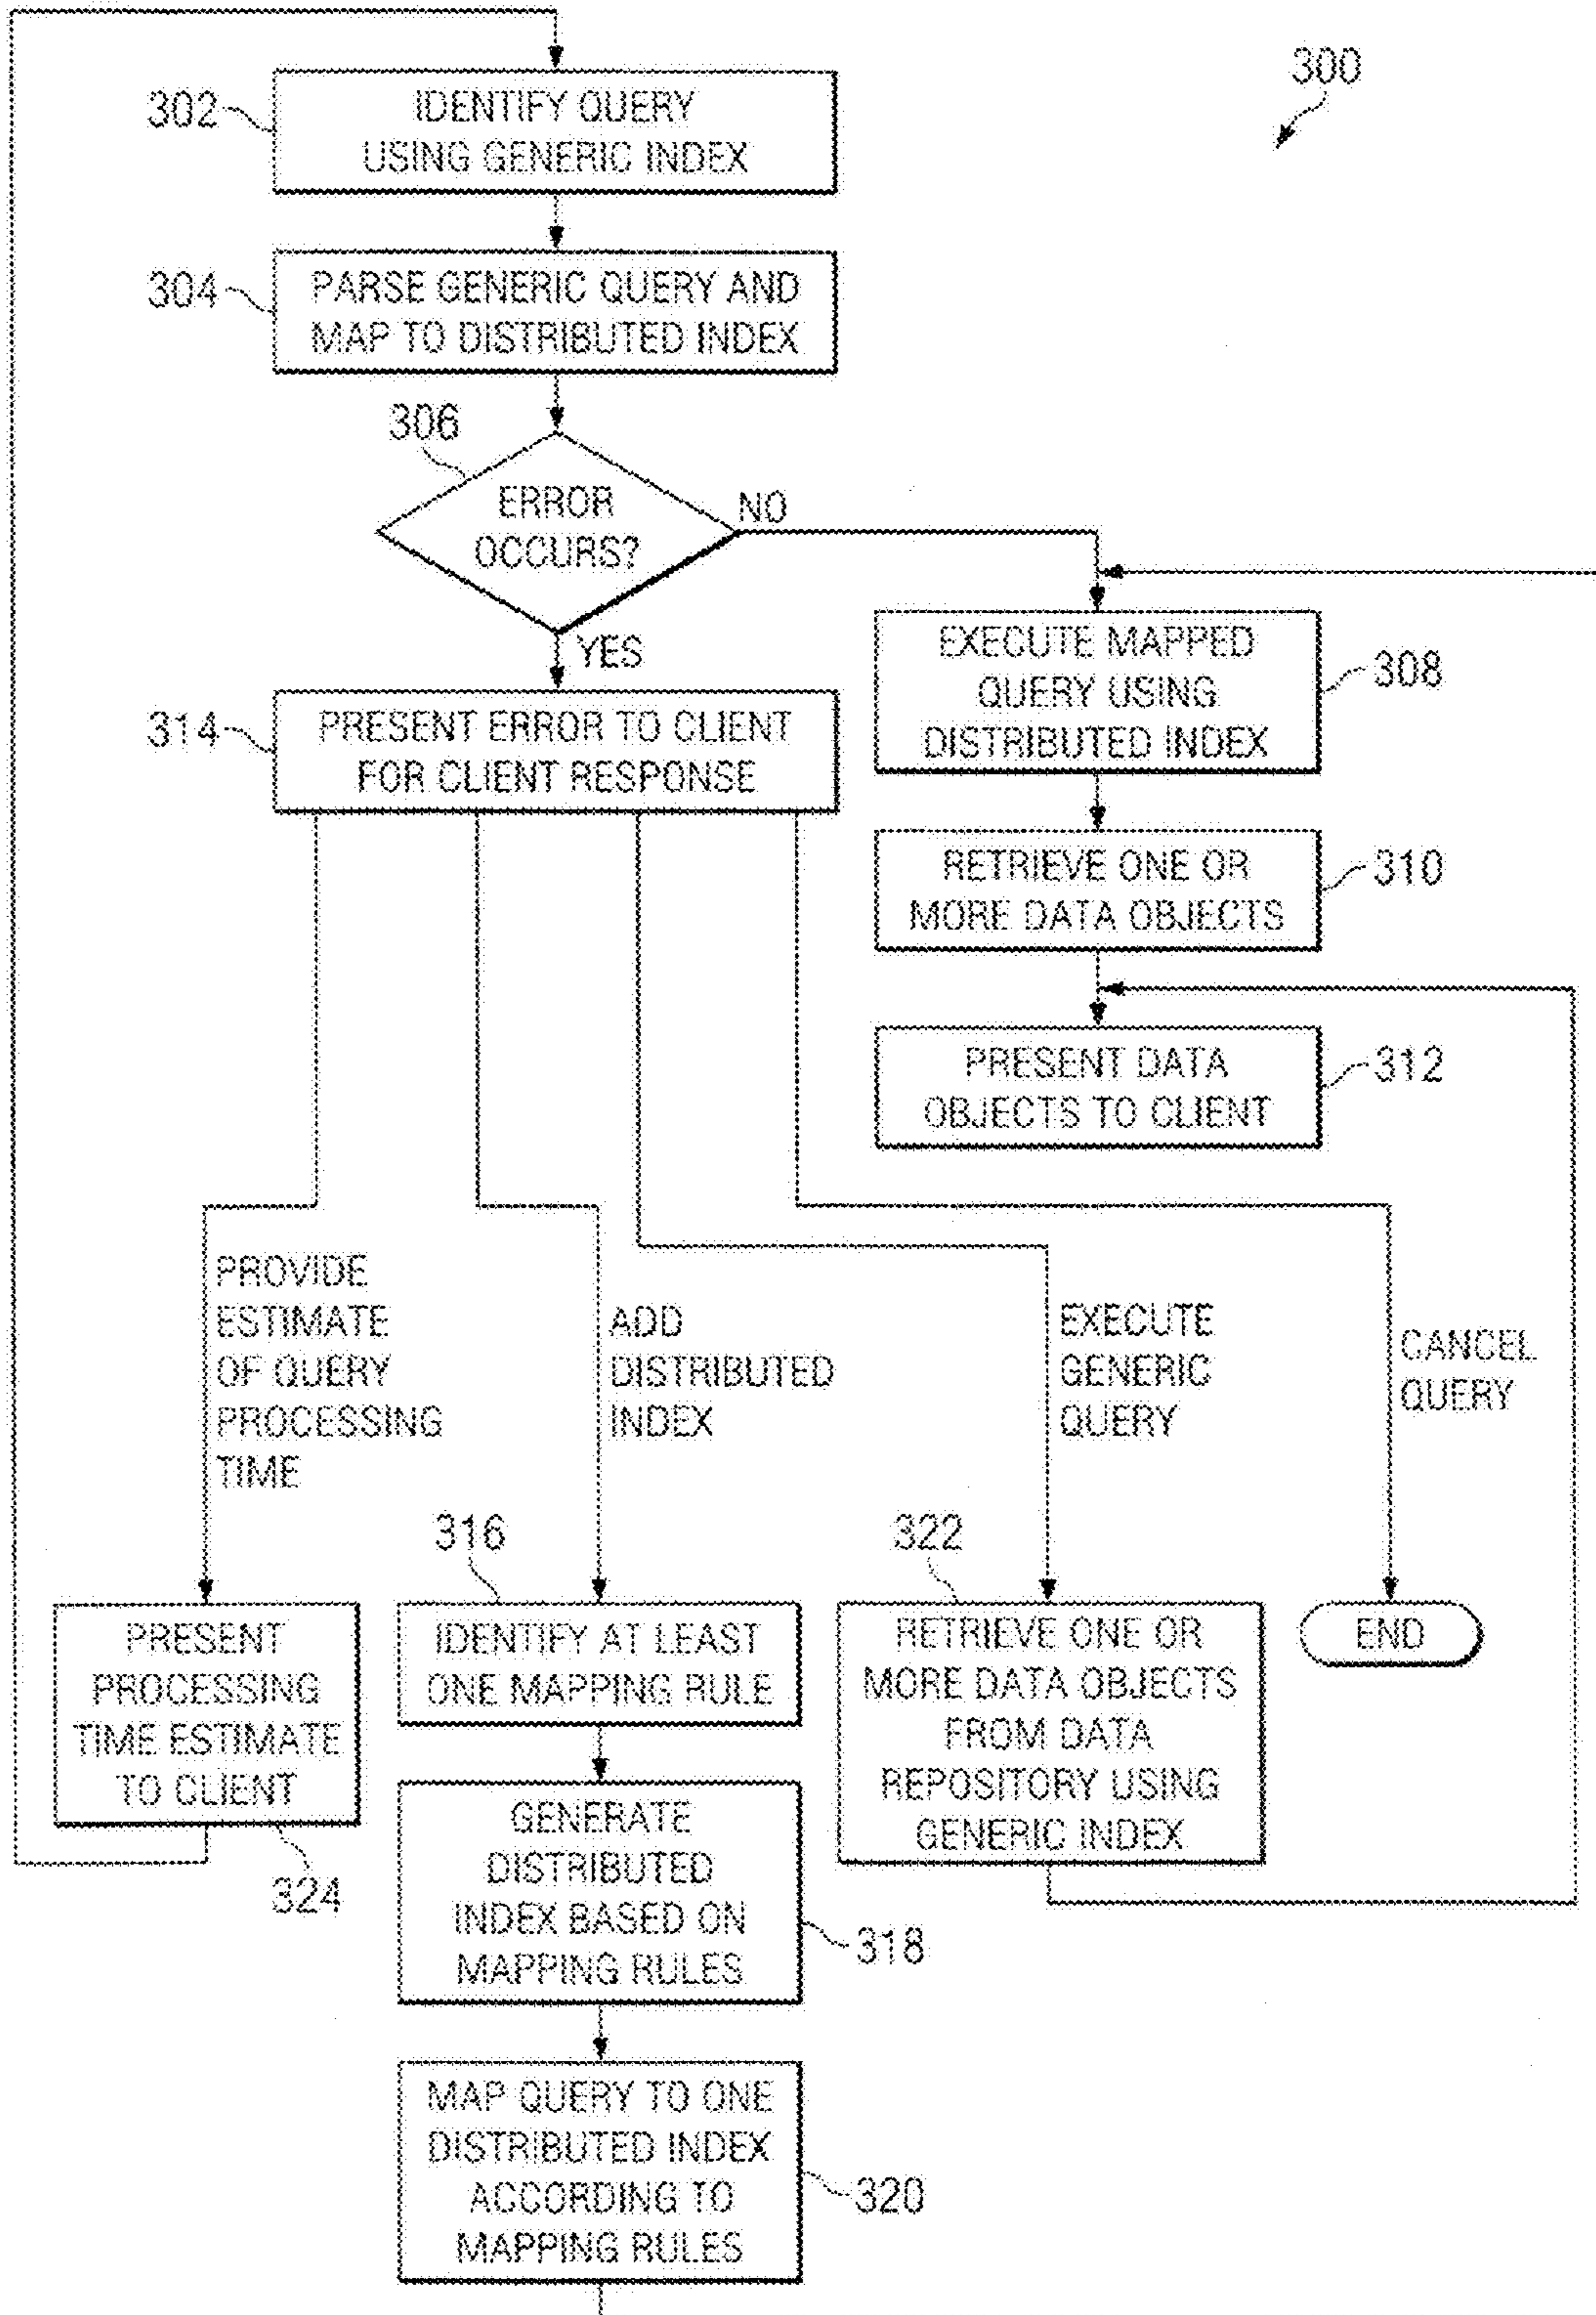 300
302
IDENTIFY QUERY
USING GENERIC INDEX
304
PARSE GENERIC QUERY AND
MAP TO DISTRIBUTED INDEX
306
ERROR
OCCURS?
NO
YES
EXECUTE MAPPED
QUERY USING
DISTRIBUTED INDEX
308
314
PRESENT ERROR TO CLIENT
FOR CLIENT RESPONSE
RETRIEVE ONE OR
MORE DATA OBJECTS
310
PRESENT DATA
OBJECTS TO CLIENT
312
PROVIDE
ESTIMATE
OF QUERY
PROCESSING
TIME
ADD
DISTRIBUTED
INDEX
EXECUTE
GENERIC
QUERY
CANCEL
QUERY
316
322
PRESENT
PROCESSING
TIME ESTIMATE
TO CLIENT
324
IDENTIFY AT LEAST
ONE MAPPING RULE
RETRIEVE ONE OR
MORE DATA OBJECTS
FROM DATA
REPOSITORY USING
GENERIC INDEX
END
GENERATE
DISTRIBUTED
INDEX BASED ON
MAPPING RULES
318
MAP QUERY TO ONE
DISTRIBUTED INDEX
ACCORDING TO
MAPPING RULES
320